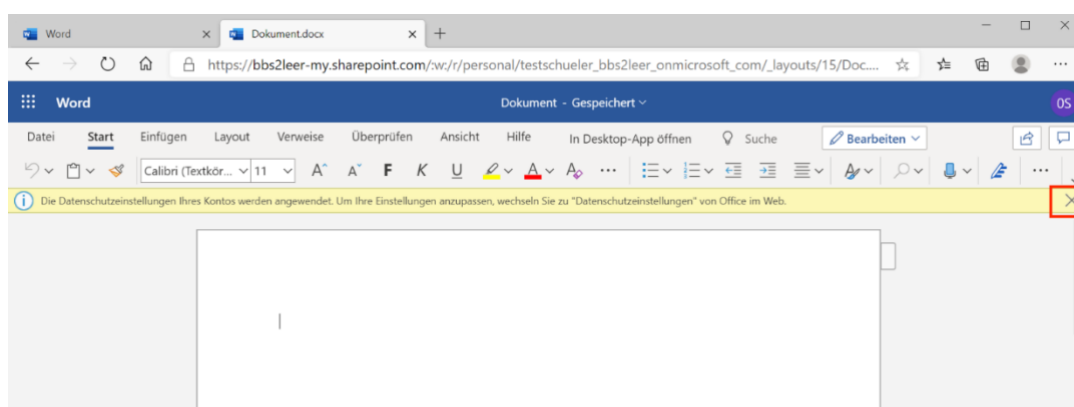 Word
Dokument.docx
https://bbs2leer-my.sharepoint.com/:w:/r/personal/testschueler_bbs2leer_onmicrosoft_com/_layouts/15/Doc....
Word Dokument - Gespeichert OS
Datei Start Einfügen Layout Verweise Überprüfen Ansicht Hilfe In Desktop-App öffnen Suche Bearbeiten
Calibri (Textkör... 11 A A F K U A A ...
Die Datenschutzeinstellungen Ihres Kontos werden angewendet. Um Ihre Einstellungen anzupassen, wechseln Sie zu "Datenschutzeinstellungen" von Office im Web.